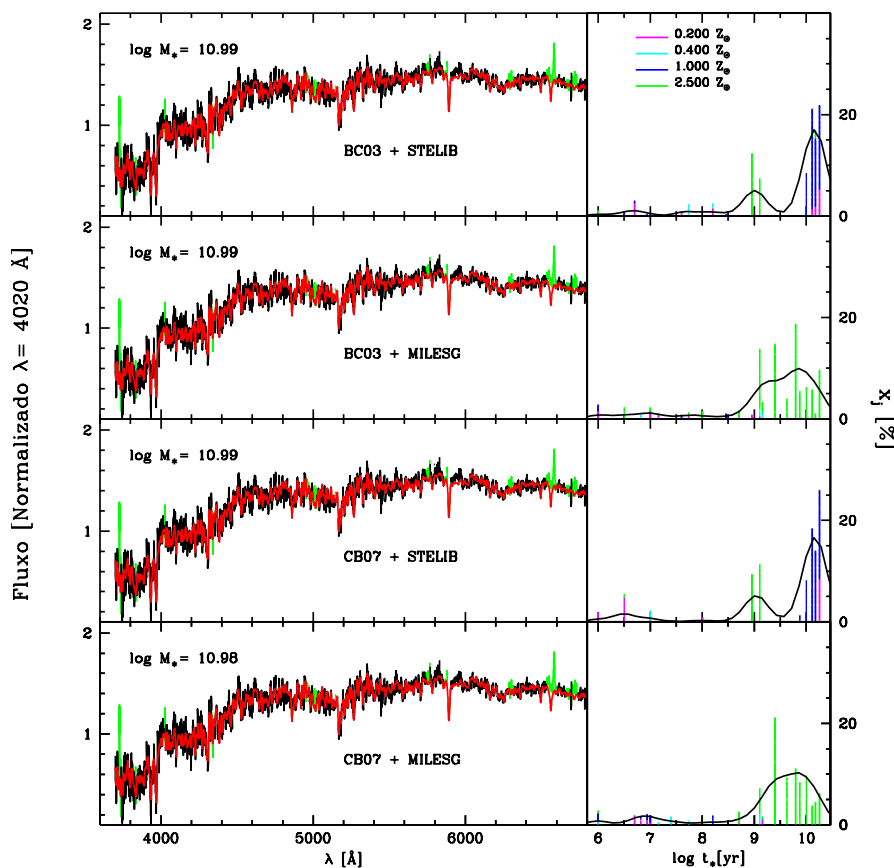 2
log M*= 10.99
1
BC03 + STELIB
0.200 Z⊙
0.400 Z⊙
1.000 Z⊙
2.500 Z⊙
20
0
2
log M*= 10.99
1
BC03 + MILESG
20
0
2
log M*= 10.99
1
CB07 + STELIB
20
0
2
log M*= 10.98
1
CB07 + MILESG
20
0
4000 5000 6000
λ [Å]
6 7 8 9 10
log t*[yr]
Fluxo [Normalizado λ= 4020 Å]
xj [%]